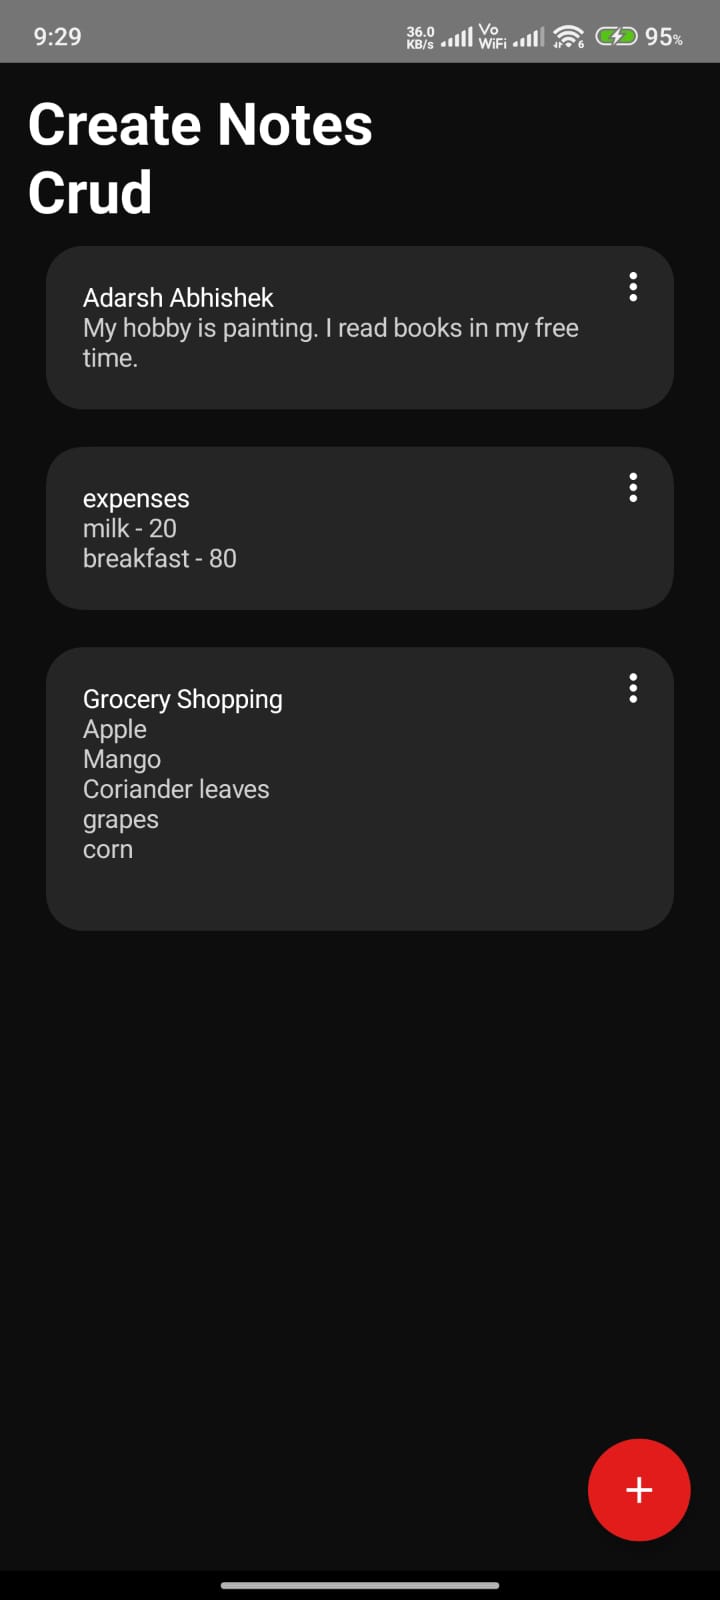 9:29
36.0
KB/s
Vo
WiFi
6
95%
Create Notes
Crud
Adarsh Abhishek
My hobby is painting. I read books in my free
time.
expenses
milk - 20
breakfast - 80
Grocery Shopping
Apple
Mango
Coriander leaves
grapes
corn
+